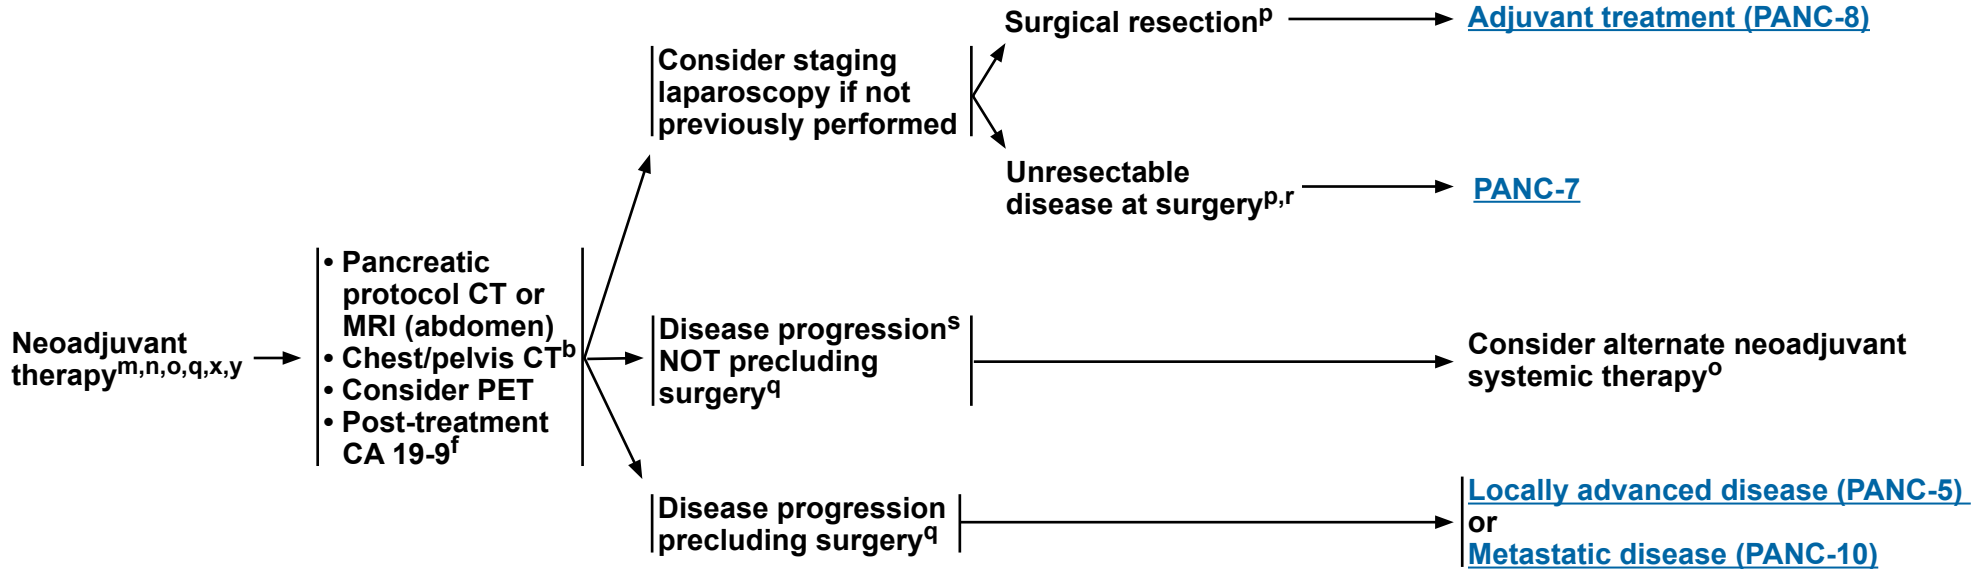 Neoadjuvant
therapym,n,o,q,x,y
• Pancreatic
protocol CT or
MRI (abdomen)
• Chest/pelvis CTb
• Consider PET
• Post-treatment
CA 19-9f
Consider staging
laparoscopy if not
previously performed
Surgical resectionp
Adjuvant treatment (PANC-8)
Unresectable
disease at surgeryp,r
PANC-7
Disease progressions
NOT precluding
surgeryq
Consider alternate neoadjuvant
systemic therapyo
Disease progression
precluding surgeryq
Locally advanced disease (PANC-5)
or
Metastatic disease (PANC-10)